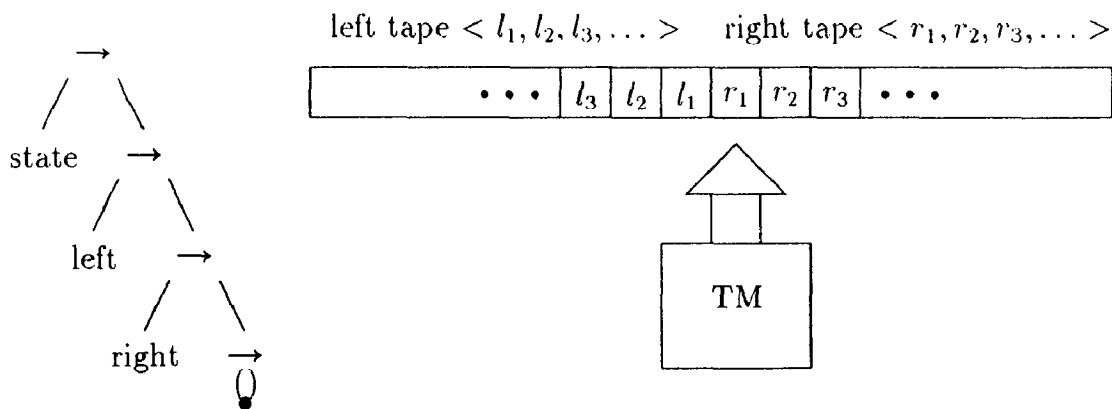 left tape < l₁, l₂, l₃, ... > right tape < r₁, r₂, r₃, ... >
→
• • • l₃ l₂ l₁ r₁ r₂ r₃ • • •
state →
left →
TM
right →